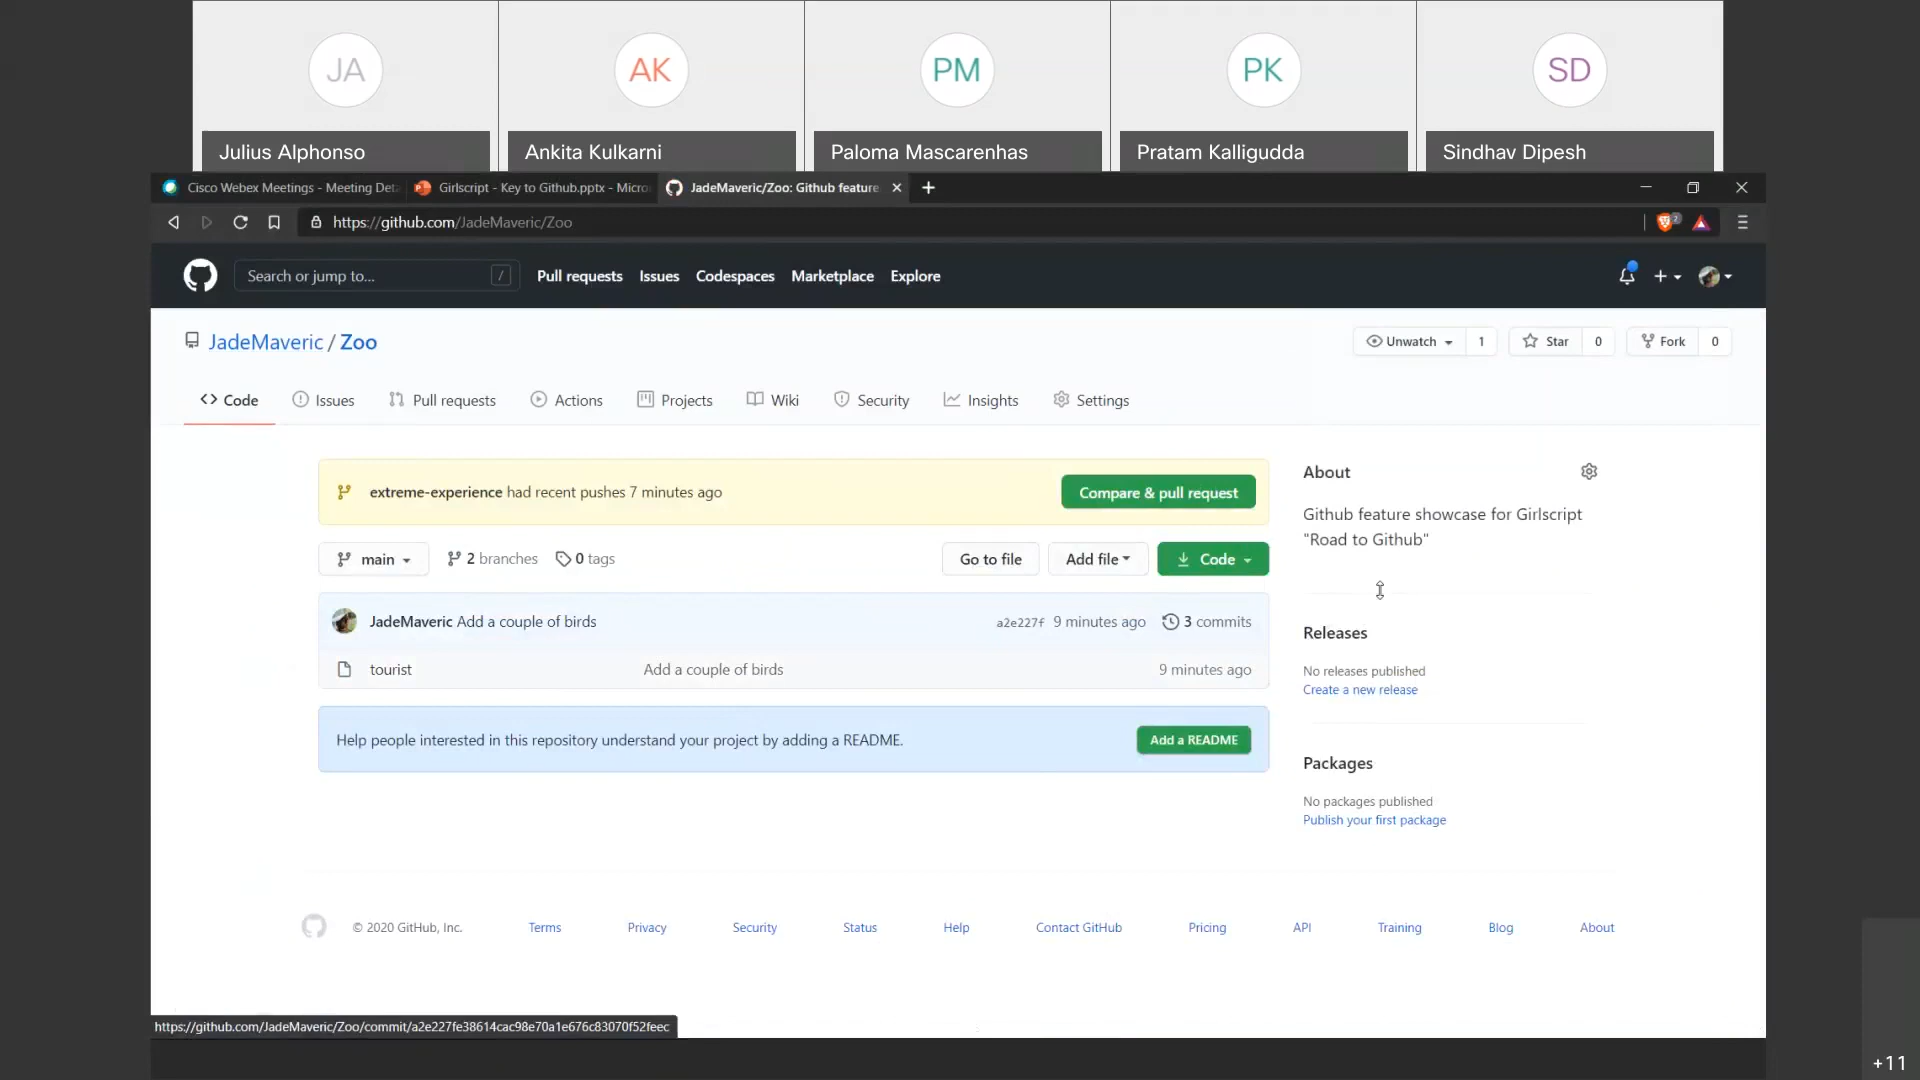 JA
AK
PM
PK
SD
Julius Alphonso
Ankita Kulkarni
Paloma Mascarenhas
Pratam Kalligudda
Sindhav Dipesh
Cisco Webex Meetings - Meeting Deta
Girlscript - Key to Github.pptx - Micro
JadeMaveric/Zoo: Github feature
https://github.com/JadeMaveric/Zoo
2
Search or jump to...
/
Pull requests
Issues
Codespaces
Marketplace
Explore
JadeMaveric / Zoo
Unwatch
1
Star
0
Fork
0
Code
Issues
Pull requests
Actions
Projects
Wiki
Security
Insights
Settings
extreme-experience had recent pushes 7 minutes ago
Compare & pull request
About
Github feature showcase for Girlscript
"Road to Github"
main
2 branches
0 tags
Go to file
Add file
Code
JadeMaveric Add a couple of birds
a2e227f 9 minutes ago
3 commits
tourist
Add a couple of birds
9 minutes ago
Help people interested in this repository understand your project by adding a README.
Add a README
Releases
No releases published
Create a new release
Packages
No packages published
Publish your first package
© 2020 GitHub, Inc.
Terms
Privacy
Security
Status
Help
Contact GitHub
Pricing
API
Training
Blog
About
https://github.com/JadeMaveric/Zoo/commit/a2e227fe38614cac98e70a1e676c83070f52feec
+11